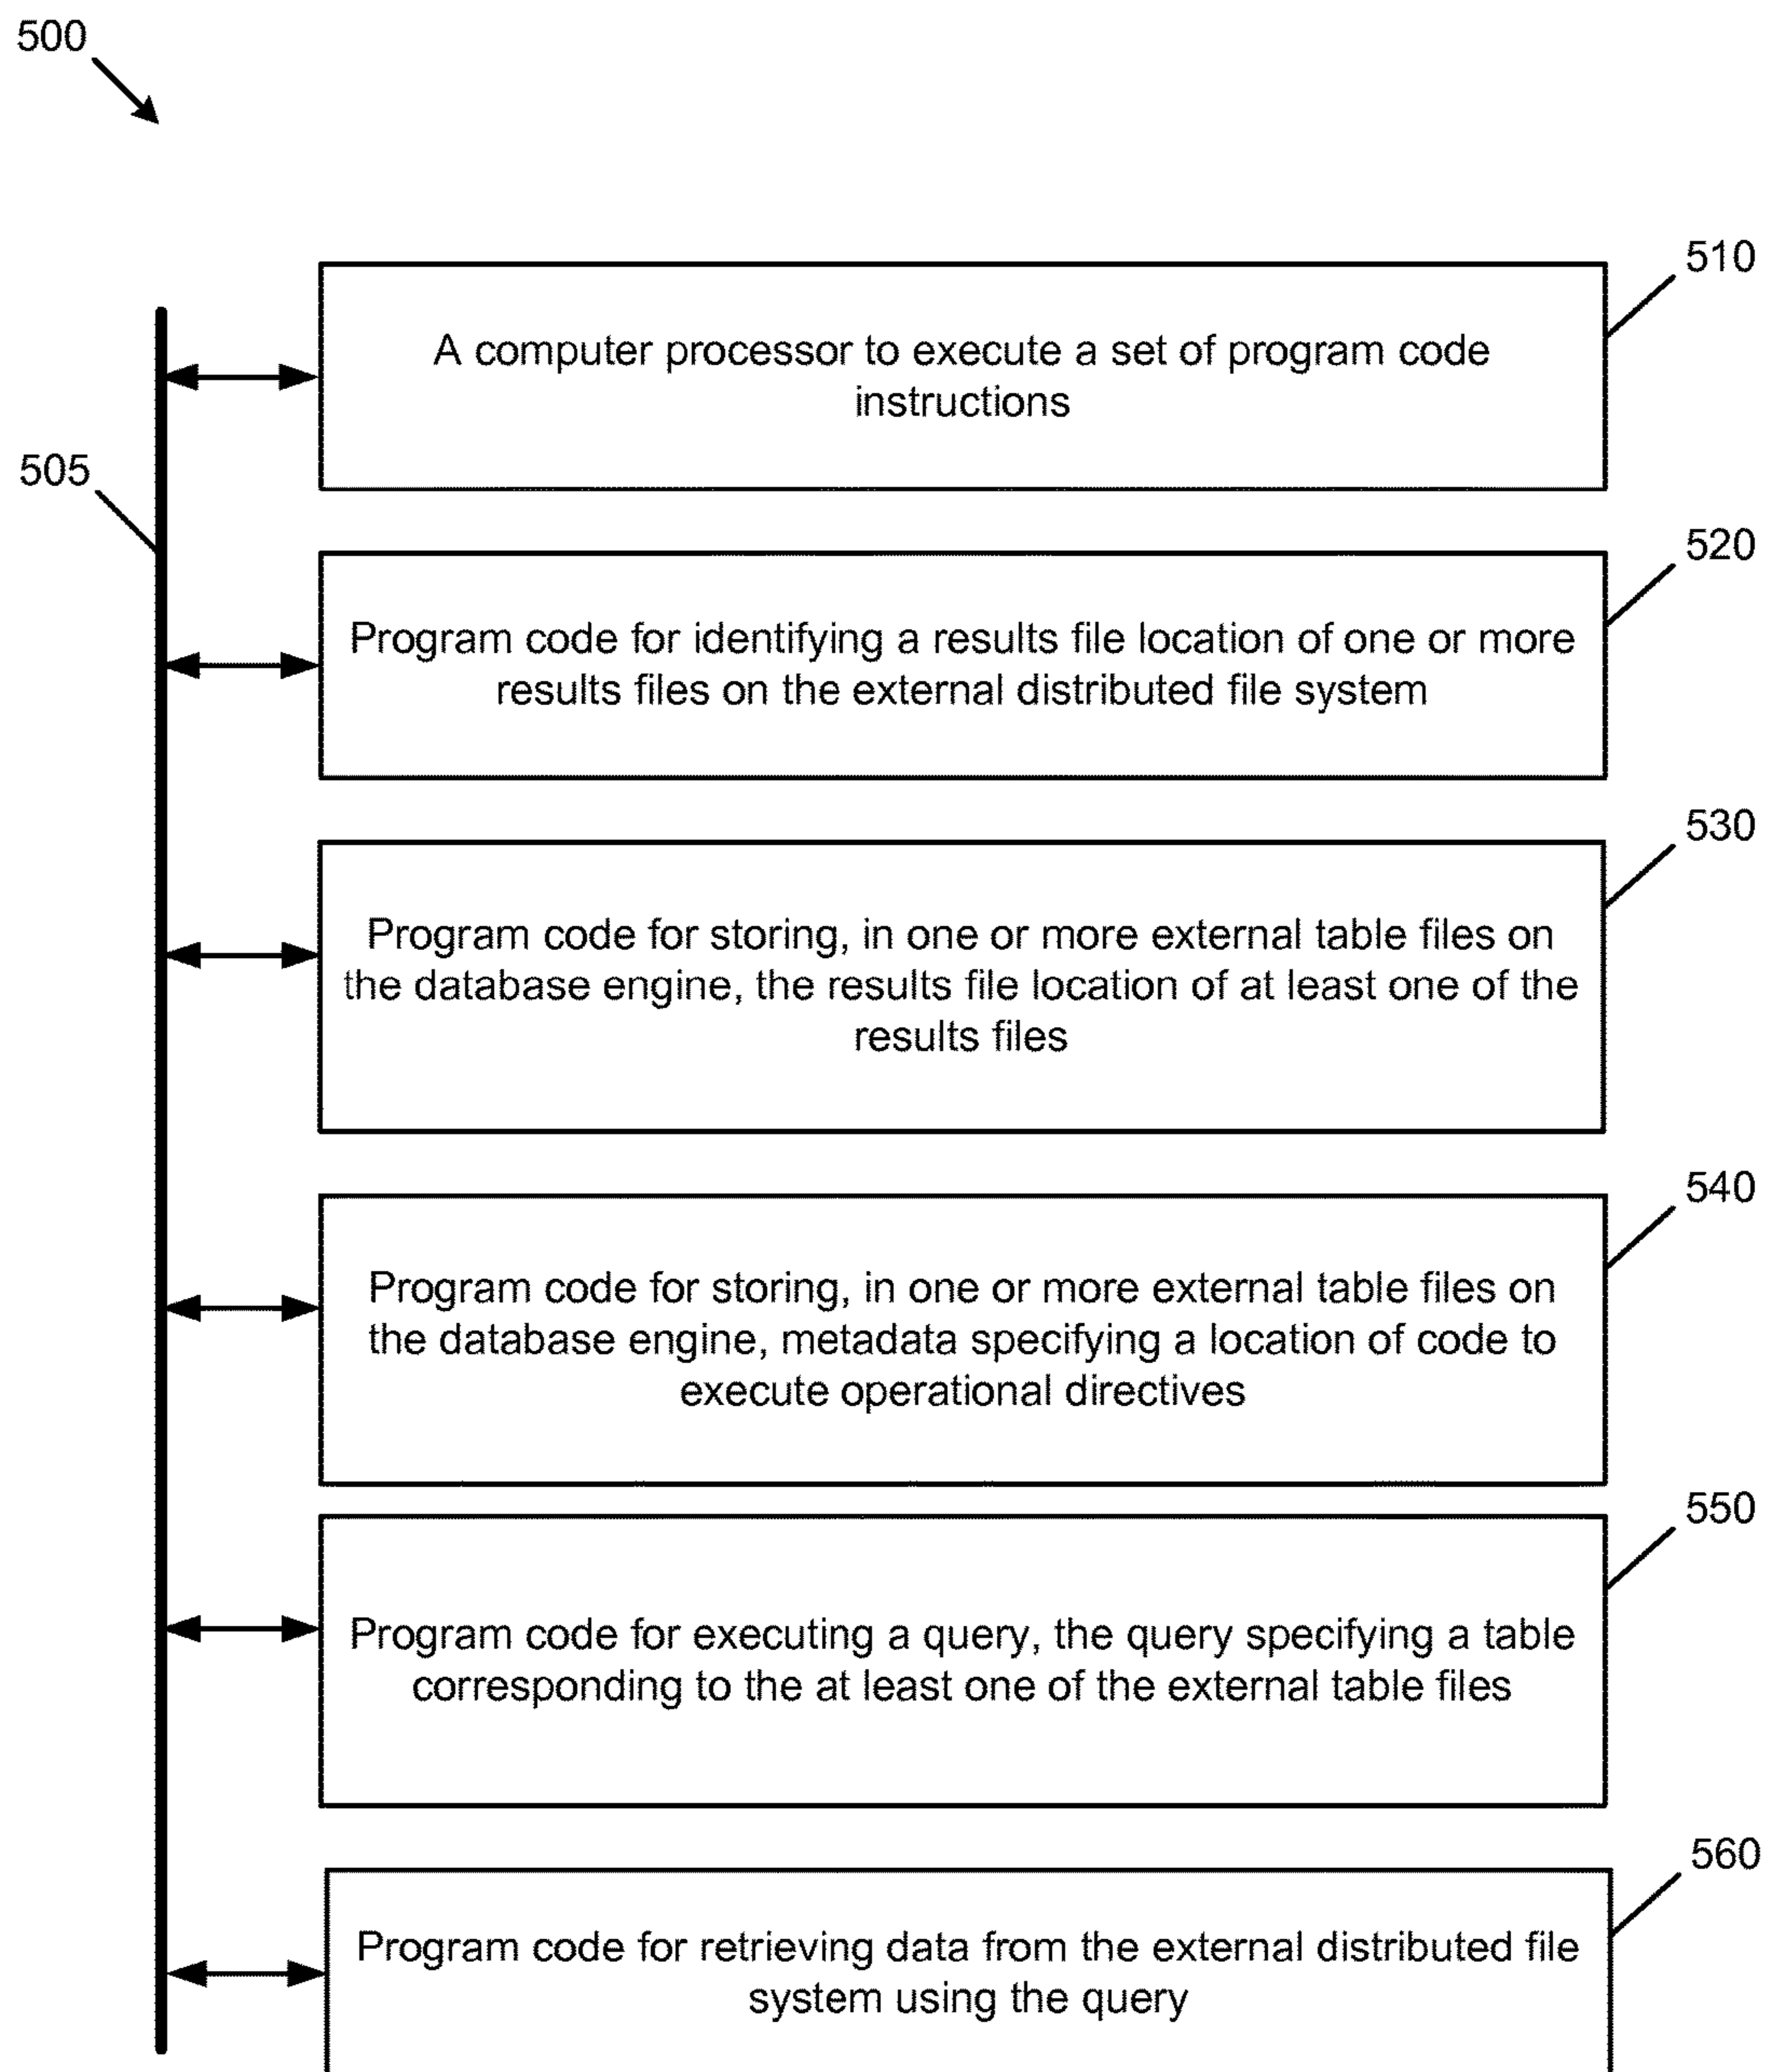 500
510
A computer processor to execute a set of program code
instructions
505
520
Program code for identifying a results file location of one or more
results files on the external distributed file system
530
Program code for storing, in one or more external table files on
the database engine, the results file location of at least one of the
results files
540
Program code for storing, in one or more external table files on
the database engine, metadata specifying a location of code to
execute operational directives
550
Program code for executing a query, the query specifying a table
corresponding to the at least one of the external table files
560
Program code for retrieving data from the external distributed file
system using the query